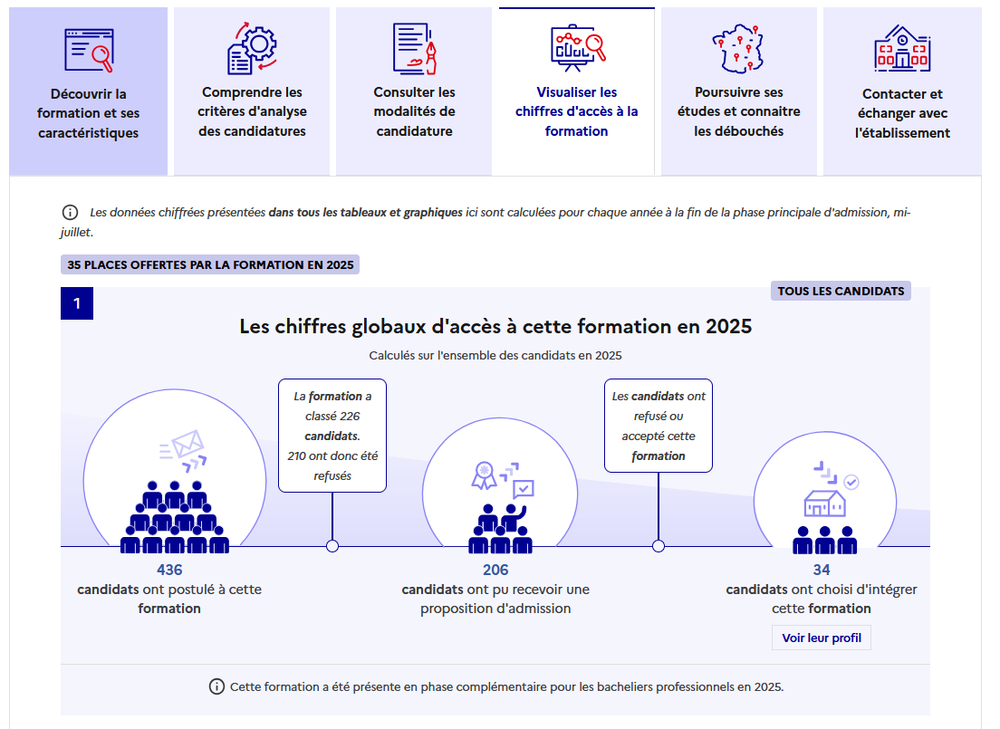 Découvrir la
formation et ses
caractéristiques
Comprendre les
critères d'analyse
des candidatures
Consulter les
modalités de
candidature
Visualiser les
chiffres d'accès à la
formation
Poursuivre ses
études et connaitre
les débouchés
Contacter et
échanger avec
l'établissement
Les données chiffrées présentées dans tous les tableaux et graphiques ici sont calculées pour chaque année à la fin de la phase principale d'admission, mi-
juillet.
35 PLACES OFFERTES PAR LA FORMATION EN 2025
TOUS LES CANDIDATS
1
Les chiffres globaux d'accès à cette formation en 2025
Calculés sur l'ensemble des candidats en 2025
La formation a
classé 226
candidats.
210 ont donc été
refusés
Les candidats ont
refusé ou
accepté cette
formation
436
candidats ont postulé à cette
formation
206
candidats ont pu recevoir une
proposition d'admission
34
candidats ont choisi d'intégrer
cette formation
Voir leur profil
Cette formation a été présente en phase complémentaire pour les bacheliers professionnels en 2025.